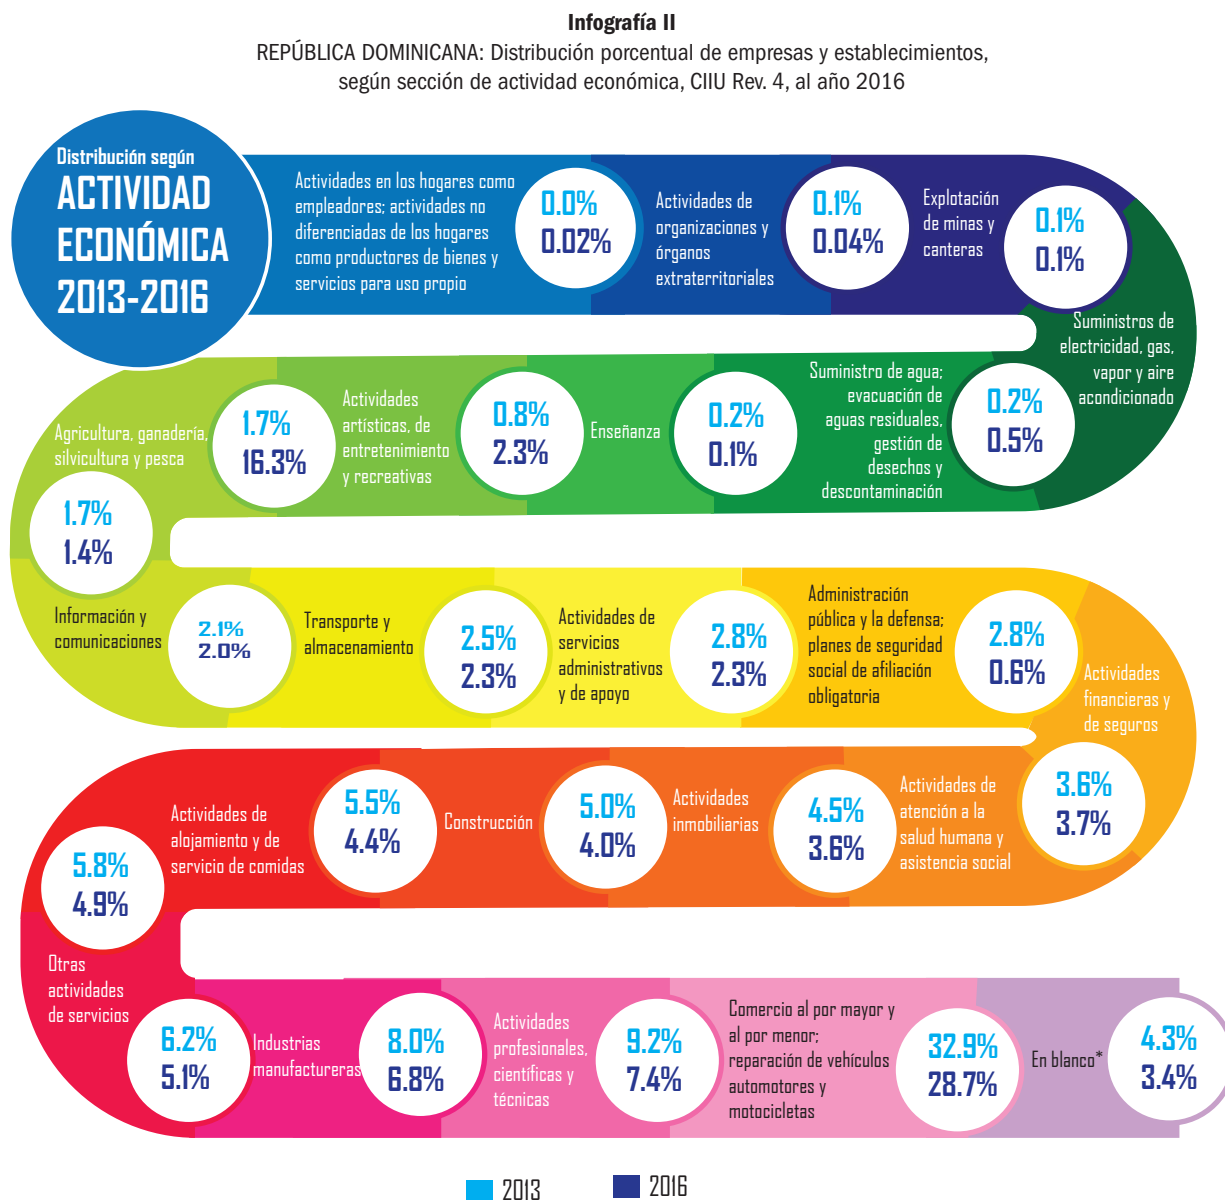 Infografía II
REPÚBLICA DOMINICANA: Distribución porcentual de empresas y establecimientos,
según sección de actividad económica, CIIU Rev. 4, al año 2016
Distribución según
ACTIVIDAD
ECONÓMICA
2013-2016
Actividades en los hogares como
empleadores; actividades no
diferenciadas de los hogares
como productores de bienes y
servicios para uso propio
0.0%
0.02%
Actividades de
organizaciones y
órganos
extraterritoriales
0.1%
0.04%
Explotación
de minas y
canteras
0.1%
0.1%
Suministros de
electricidad, gas,
vapor y aire
acondicionado
0.2%
0.5%
Suministro de agua;
evacuación de
aguas residuales,
gestión de
desechos y
descontaminación
0.2%
0.1%
Enseñanza
0.8%
2.3%
Actividades
artísticas, de
entretenimiento
y recreativas
1.7%
16.3%
Agricultura, ganadería,
silvicultura y pesca
1.7%
1.4%
Información y
comunicaciones
2.1%
2.0%
Transporte y
almacenamiento
2.5%
2.3%
Actividades de
servicios
administrativos
y de apoyo
2.8%
2.3%
Administración
pública y la defensa;
planes de seguridad
social de afiliación
obligatoria
2.8%
0.6%
Actividades
financieras y
de seguros
3.6%
3.7%
Actividades de
atención a la
salud humana y
asistencia social
4.5%
3.6%
Actividades
inmobiliarias
5.0%
4.0%
Construcción
5.5%
4.4%
Actividades de
alojamiento y de
servicio de comidas
5.8%
4.9%
Otras
actividades
de servicios
6.2%
5.1%
Industrias
manufactureras
8.0%
6.8%
Actividades
profesionales,
científicas y
técnicas
9.2%
7.4%
Comercio al por mayor y
al por menor;
reparación de vehículos
automotores y
motocicletas
32.9%
28.7%
En blanco*
4.3%
3.4%
2013
2016